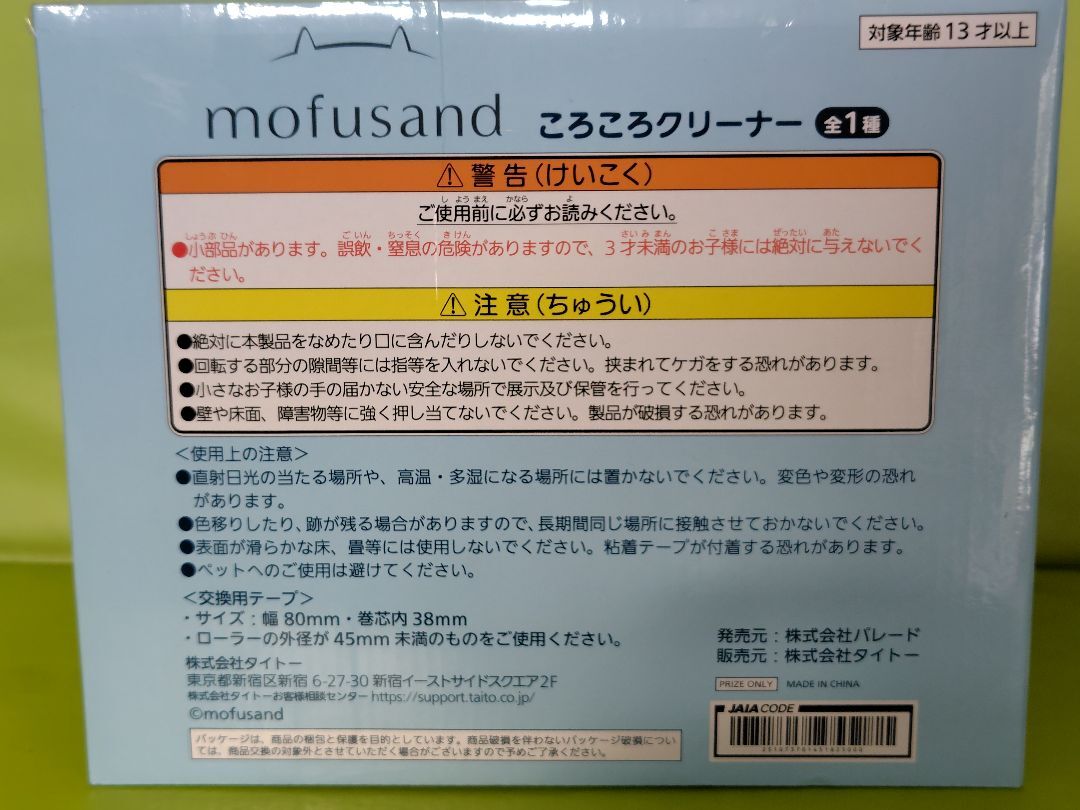 対象年齢13才以上
mofusand ころころクリーナー 全1種
警告(けいこく)
ご使用前に必ずお読みください。
●小部品があります。誤飲・窒息の危険がありますので、3才未満のお子様には絶対に与えないでく
ださい。
注意(ちゅうい)
●絶対に本製品をなめたり口に含んだりしないでください。
●回転する部分の隙間等には指等を入れないでください。挟まれてケガをする恐れがあります。
●小さなお子様の手の届かない安全な場所で展示及び保管を行ってください。
●壁や床面、障害物等に強く押し当てないでください。製品が破損する恐れがあります。
<使用上の注意>
●直射日光の当たる場所や、高温・多湿になる場所には置かないでください。変色や変形の恐れ
があります。
●色移りしたり、跡が残る場合がありますので、長期間同じ場所に接触させておかないでください。
●表面が滑らかな床、畳等には使用しないでください。粘着テープが付着する恐れがあります。
●ペットへのご使用は避けてください。
<交換用テープ>
・サイズ:幅80mm・巻芯内38mm
・ローラーの外径が45mm未満のものをご使用ください。
発売元:株式会社パレード
販売元:株式会社タイトー
株式会社タイトー
東京都新宿区新宿6-27-30 新宿イーストサイドスクエア2F
株式会社タイトーお客様相談センター https://support.taito.co.jp/
©mofusand
PRIZE ONLY MADE IN CHINA
JAIA CODE
パッケージは、商品の梱包と保護を目的としています。商品破損を伴わないパッケージ破損につい
ては、商品交換の対象外とさせていただく場合がございますので予めご了承ください。